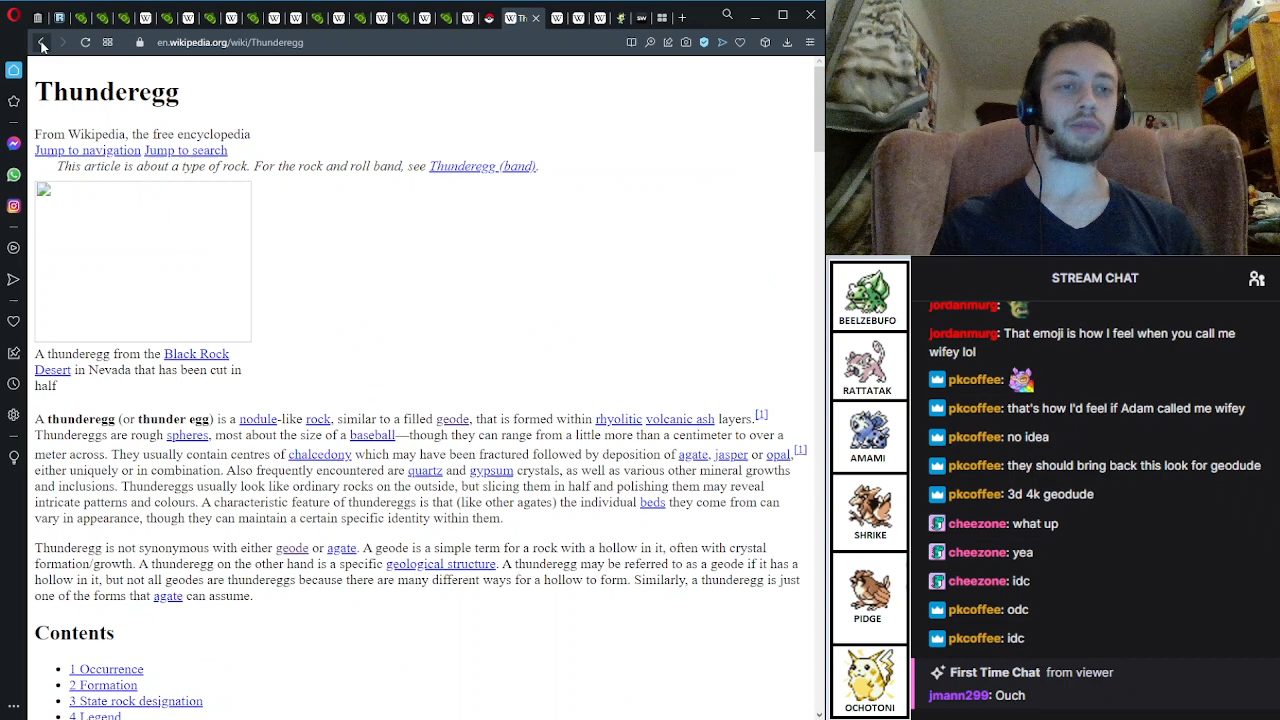 Th
SW
en.wikipedia.org/wiki/Thunderegg
Thunderegg
From Wikipedia, the free encyclopedia
Jump to navigation Jump to search
This article is about a type of rock. For the rock and roll band, see Thunderegg (band).
A thunderegg from the Black Rock
Desert in Nevada that has been cut in
half
A thunderegg (or thunder egg) is a nodule-like rock, similar to a filled geode, that is formed within rhyolitic volcanic ash layers.[1]
Thundereggs are rough spheres, most about the size of a baseball—though they can range from a little more than a centimeter to over a
meter across. They usually contain centres of chalcedony which may have been fractured followed by deposition of agate, jasper or opal,[1]
either uniquely or in combination. Also frequently encountered are quartz and gypsum crystals, as well as various other mineral growths
and inclusions. Thundereggs usually look like ordinary rocks on the outside, but slicing them in half and polishing them may reveal
intricate patterns and colours. A characteristic feature of thundereggs is that (like other agates) the individual beds they come from can
vary in appearance, though they can maintain a certain specific identity within them.
Thunderegg is not synonymous with either geode or agate. A geode is a simple term for a rock with a hollow in it, often with crystal
formation/growth. A thunderegg on the other hand is a specific geological structure. A thunderegg may be referred to as a geode if it has a
hollow in it, but not all geodes are thundereggs because there are many different ways for a hollow to form. Similarly, a thunderegg is just
one of the forms that agate can assume.
Contents
1 Occurrence
2 Formation
3 State rock designation
4 Legend
BEELZEBUFO
RATTATAK
AMAMI
SHRIKE
PIDGE
OCHOTONI
STREAM CHAT
jordanmurg:
jordanmurg: That emoji is how I feel when you call me
wifey lol
pkcoffee:
pkcoffee: that's how I'd feel if Adam called me wifey
pkcoffee: no idea
pkcoffee: they should bring back this look for geodude
pkcoffee: 3d 4k geodude
cheezone: what up
cheezone: yea
cheezone: idc
pkcoffee: odc
pkcoffee: idc
First Time Chat from viewer
jmann299: Ouch